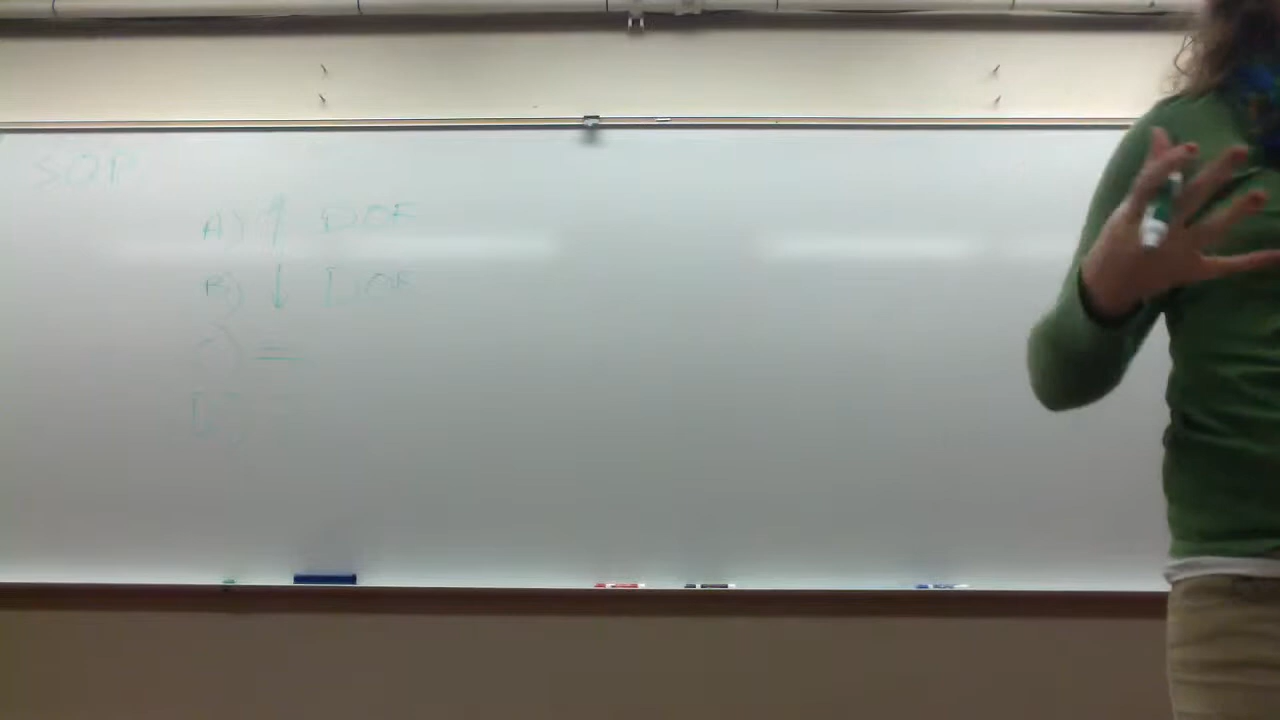 SOP
A) ↑ DOF
B) ↓ DOF
C) =
D) ?